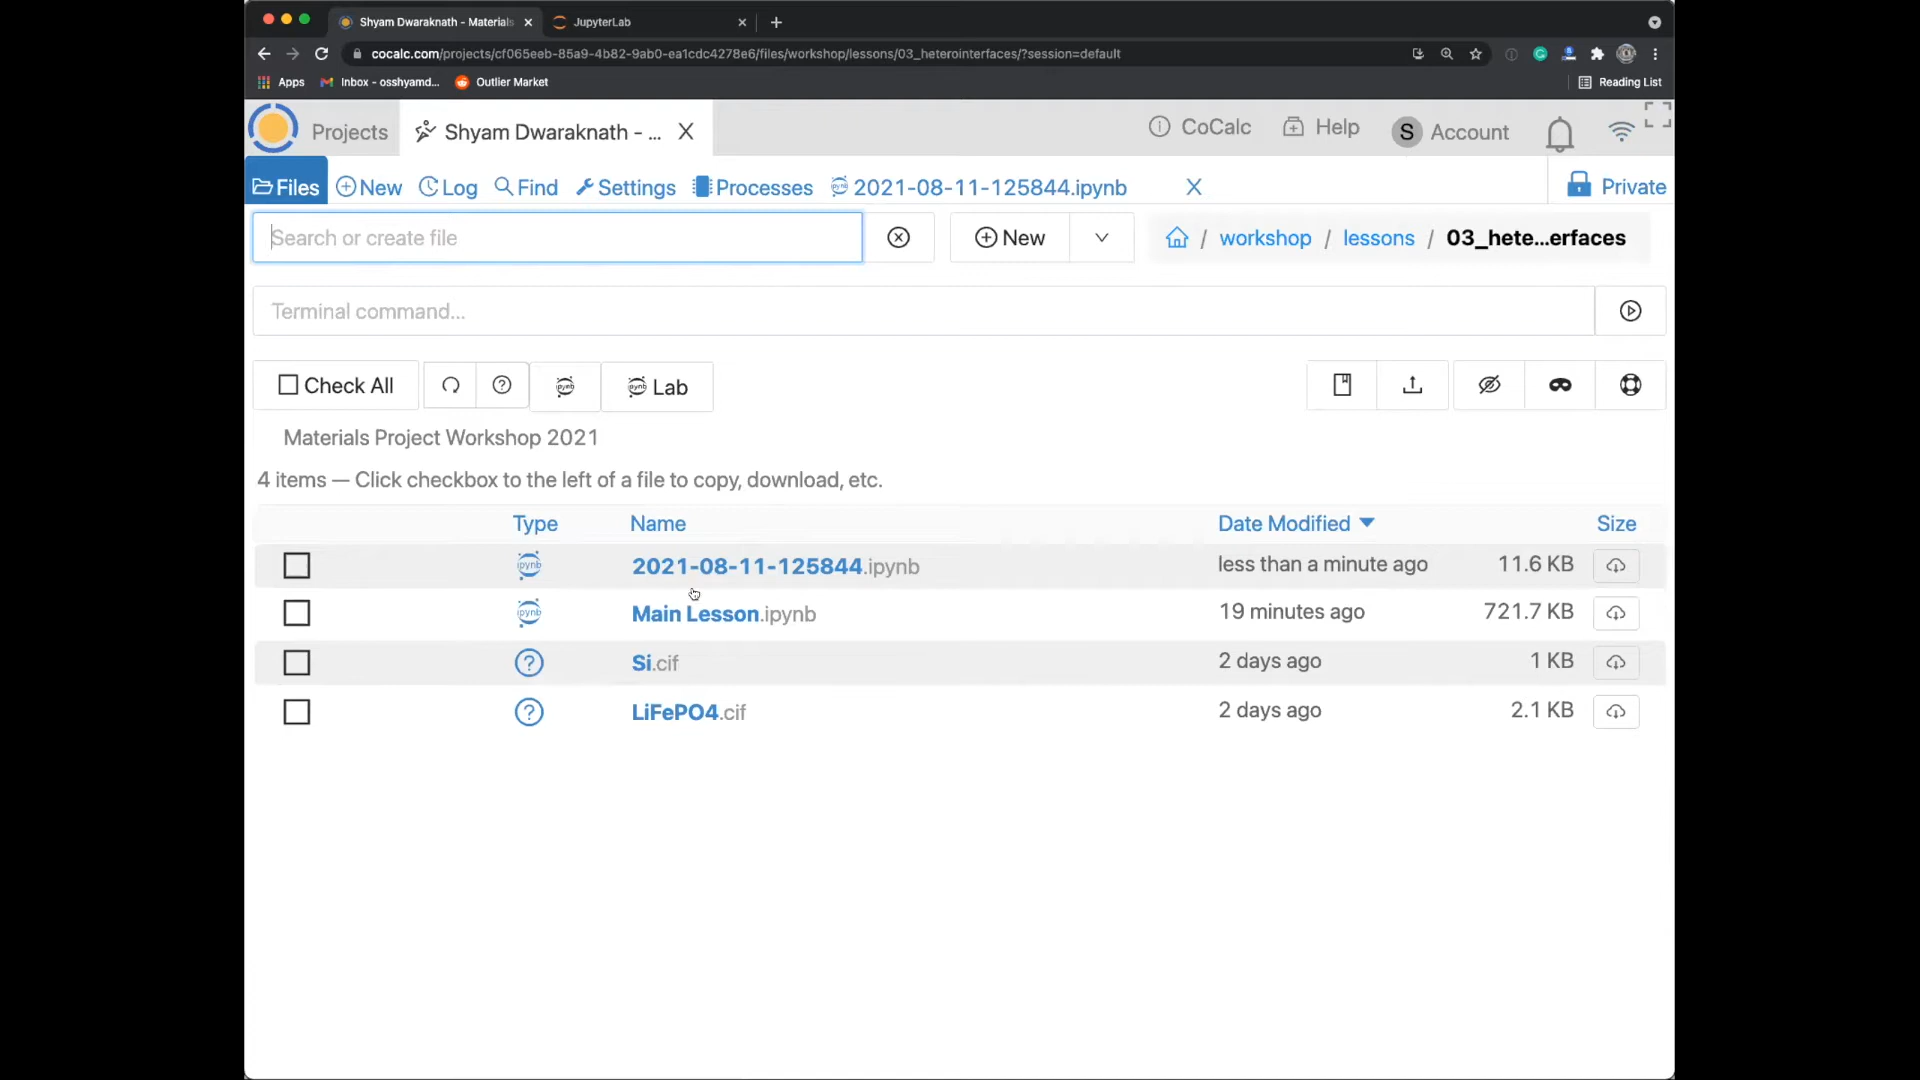 Shyam Dwaraknath - Materials
JupyterLab
cocalc.com/projects/cf065eeb-85a9-4b82-9ab0-ea1cdc4278e6/files/workshop/lessons/03_heterointerfaces/?session=default
Apps Inbox - osshyamd... Outlier Market Reading List
Projects Shyam Dwaraknath - ... X CoCalc Help S Account
Files New Log Find Settings Processes 2021-08-11-125844.ipynb X Private
Search or create file New / workshop / lessons / 03_hete...erfaces
Terminal command...
Check All Lab
Materials Project Workshop 2021
4 items — Click checkbox to the left of a file to copy, download, etc.
Type Name Date Modified Size
ipynb 2021-08-11-125844.ipynb less than a minute ago 11.6 KB
ipynb Main Lesson.ipynb 19 minutes ago 721.7 KB
? Si.cif 2 days ago 1 KB
? LiFePO4.cif 2 days ago 2.1 KB